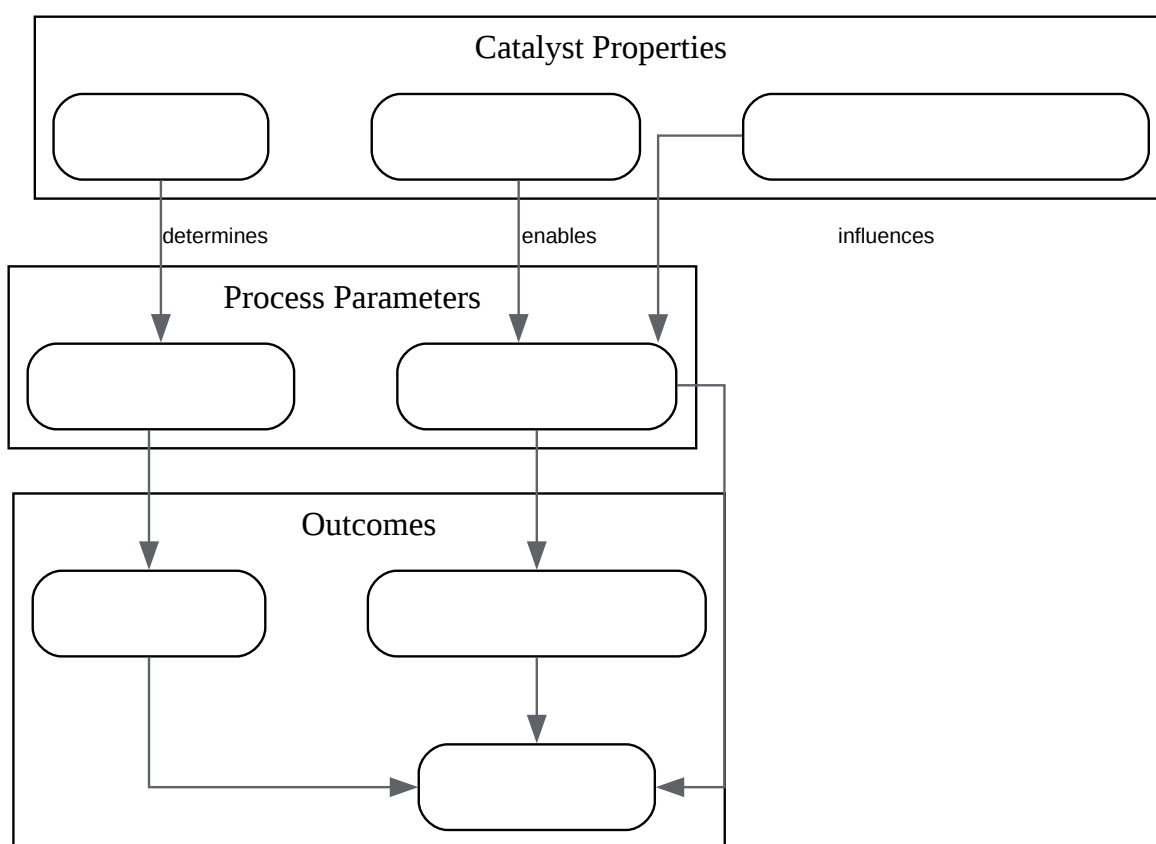 Catalyst Properties
determines
enables
influences
Process Parameters
Outcomes